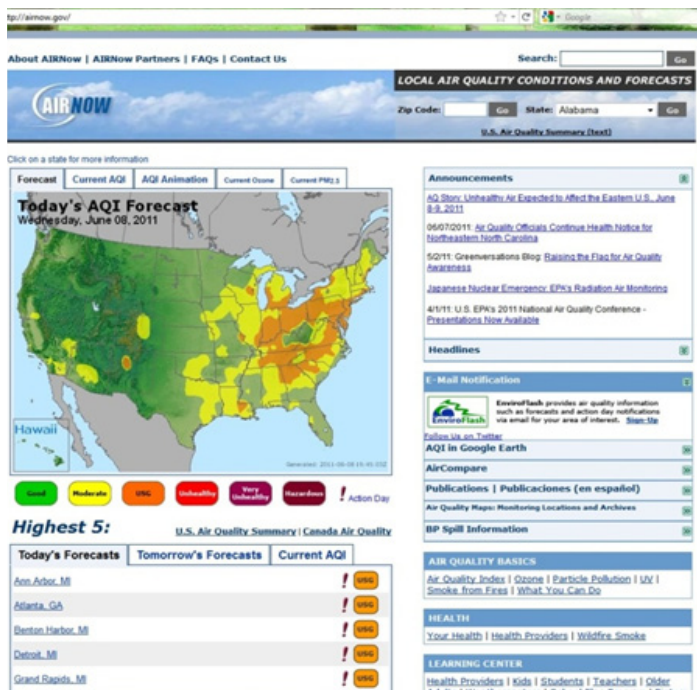 tp://airnow.gov/
Google
About AIRNow | AIRNow Partners | FAQs | Contact Us
Search:
Go
AIRNOW
LOCAL AIR QUALITY CONDITIONS AND FORECASTS
Zip Code:
Go
State:
Alabama
Go
U.S. Air Quality Summary (text)
Click on a state for more information
Forecast
Current AQI
AQI Animation
Current Ozone
Current PM2.5
Today's AQI Forecast
Wednesday, June 08, 2011
Hawaii
Good
Moderate
USG
Unhealthy
Very
Unhealthy
Hazardous
! Action Day
Highest 5:
U.S. Air Quality Summary | Canada Air Quality
Today's Forecasts
Tomorrow's Forecasts
Current AQI
Ann Arbor, MI
! USG
Atlanta, GA
! USG
Benton Harbor, MI
! USG
Detroit, MI
! USG
Grand Rapids, MI
! USG
Announcements
AQ Story: Unhealthy Air Expected to Affect the Eastern U.S., June
8-9, 2011
06/07/2011: Air Quality Officials Continue Health Notice for
Northeastern North Carolina
5/2/11: Greenversations Blog: Raising the Flag for Air Quality
Awareness
Japanese Nuclear Emergency: EPA's Radiation Air Monitoring
4/1/11: U.S. EPA's 2011 National Air Quality Conference -
Presentations Now Available
Headlines
E-Mail Notification
EnviroFlash
EnviroFlash provides air quality information
such as forecasts and action day notifications
via email for your area of interest. Sign-Up
Follow Us on Twitter
AQI in Google Earth
AirCompare
Publications | Publicaciones (en español)
Air Quality Maps: Monitoring Locations and Archives
BP Spill Information
AIR QUALITY BASICS
Air Quality Index | Ozone | Particle Pollution | UV |
Smoke from Fires | What You Can Do
HEALTH
Your Health | Health Providers | Wildfire Smoke
LEARNING CENTER
Health Providers | Kids | Students | Teachers | Older